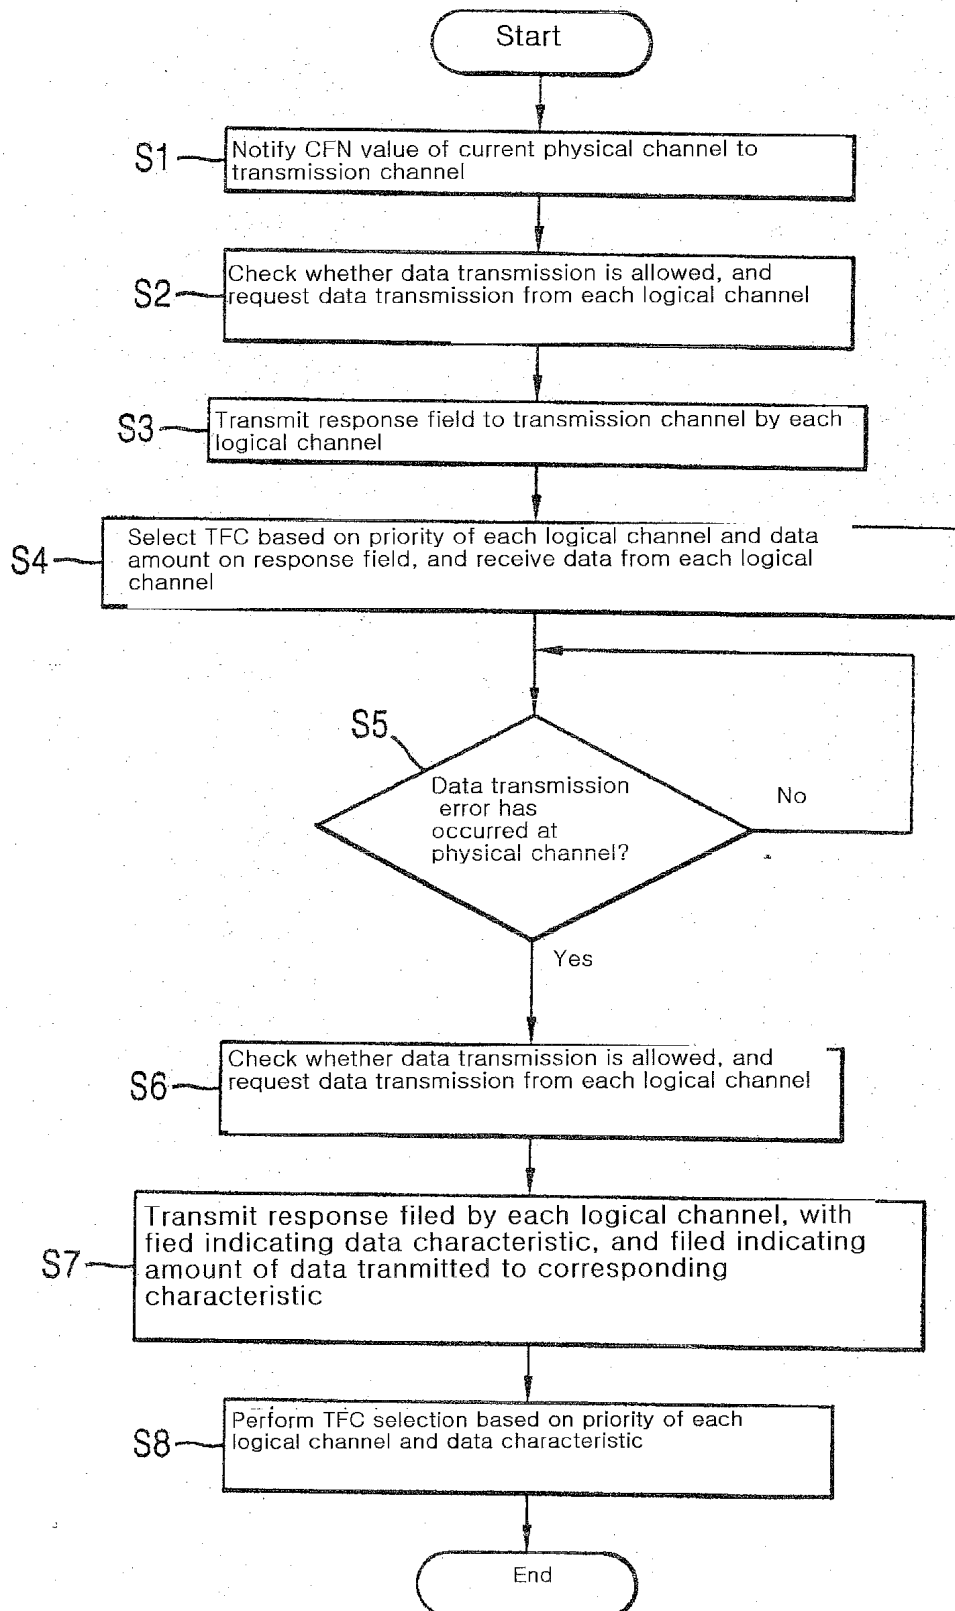 Start
S1
Notify CFN value of current physical channel to
transmission channel
S2
Check whether data transmission is allowed, and
request data transmission from each logical channel
S3
Transmit response field to transmission channel by each
logical channel
S4
Select TFC based on priority of each logical channel and data
amount on response field, and receive data from each logical
channel
S5
Data transmission
error has
occurred at
physical channel?
No
Yes
S6
Check whether data transmission is allowed, and
request data transmission from each logical channel
S7
Transmit response filed by each logical channel, with
fied indicating data characteristic, and filed indicating
amount of data tranmitted to corresponding
characteristic
S8
Perform TFC selection based on priority of each
logical channel and data characteristic
End